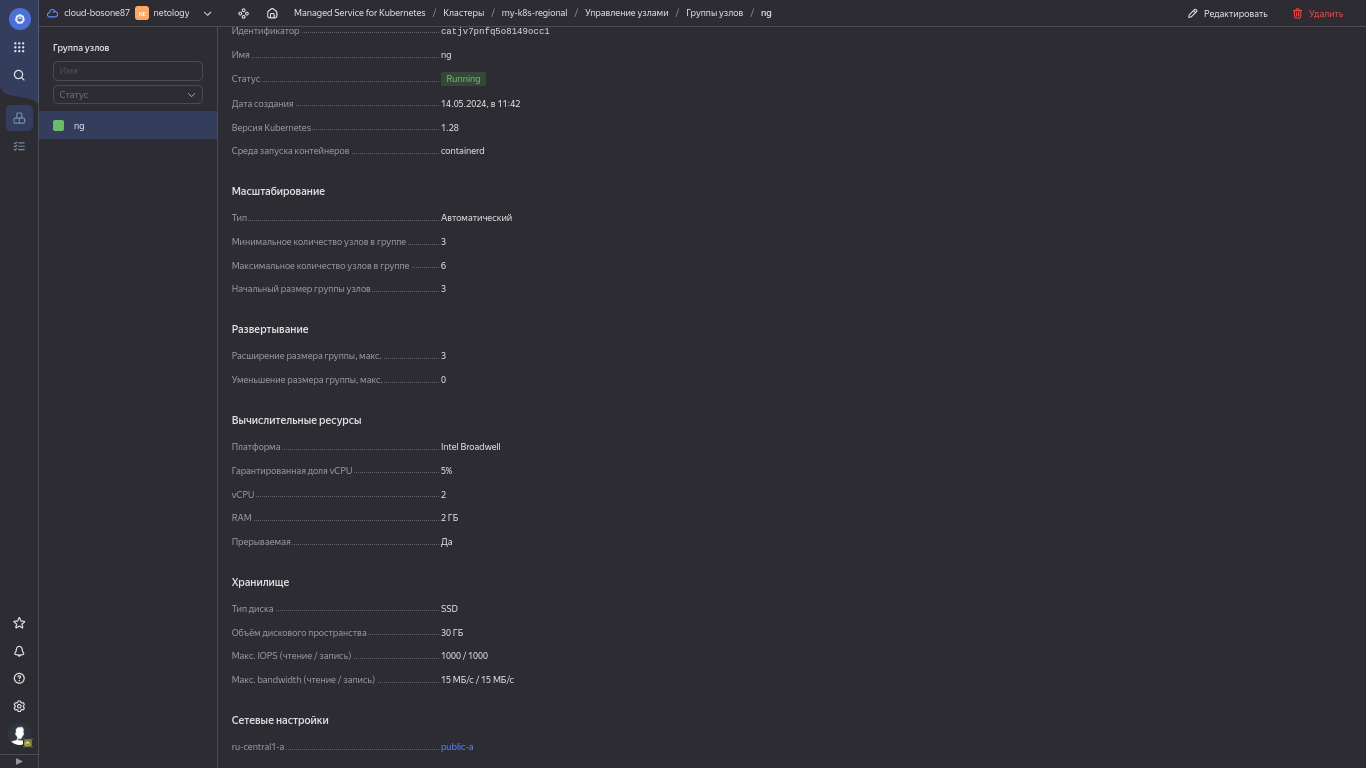 cloud-bosone87 NE netology Managed Service for Kubernetes / Кластеры / my-k8s-regional / Управление узлами / Группы узлов / ng Редактировать Удалить
Группа узлов
Имя
Статус
ng
Идентификатор catjv7pnfq5o8149occ1
Имя ng
Статус Running
Дата создания 14.05.2024, в 11:42
Версия Kubernetes 1.28
Среда запуска контейнеров containerd
Масштабирование
Тип Автоматический
Минимальное количество узлов в группе 3
Максимальное количество узлов в группе 6
Начальный размер группы узлов 3
Развертывание
Расширение размера группы, макс. 3
Уменьшение размера группы, макс. 0
Вычислительные ресурсы
Платформа Intel Broadwell
Гарантированная доля vCPU 5%
vCPU 2
RAM 2 ГБ
Прерываемая Да
Хранилище
Тип диска SSD
Объём дискового пространства 30 ГБ
Макс. IOPS (чтение / запись) 1000 / 1000
Макс. bandwidth (чтение / запись) 15 МБ/с / 15 МБ/с
Сетевые настройки
ru-central1-a public-a